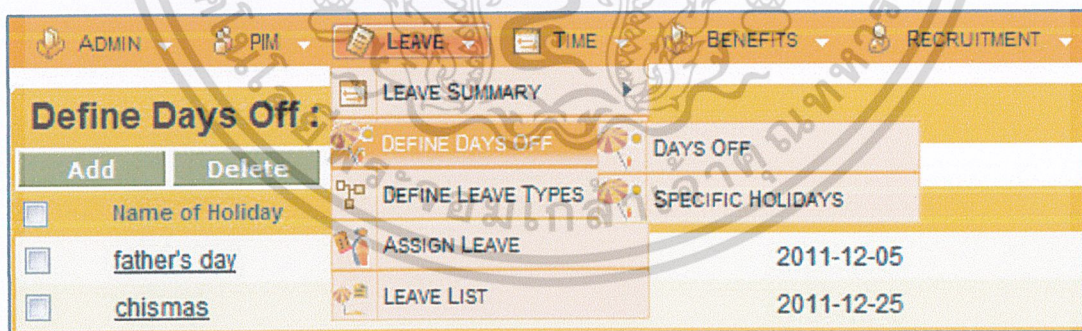 ADMIN PIM LEAVE TIME BENEFITS RECRUITMENT
LEAVE SUMMARY
Define Days Off :
DEFINE DAYS OFF DAYS OFF
Add Delete
DEFINE LEAVE TYPES SPECIFIC HOLIDAYS
Name of Holiday
ASSIGN LEAVE
father's day 2011-12-05
LEAVE LIST
chismas 2011-12-25